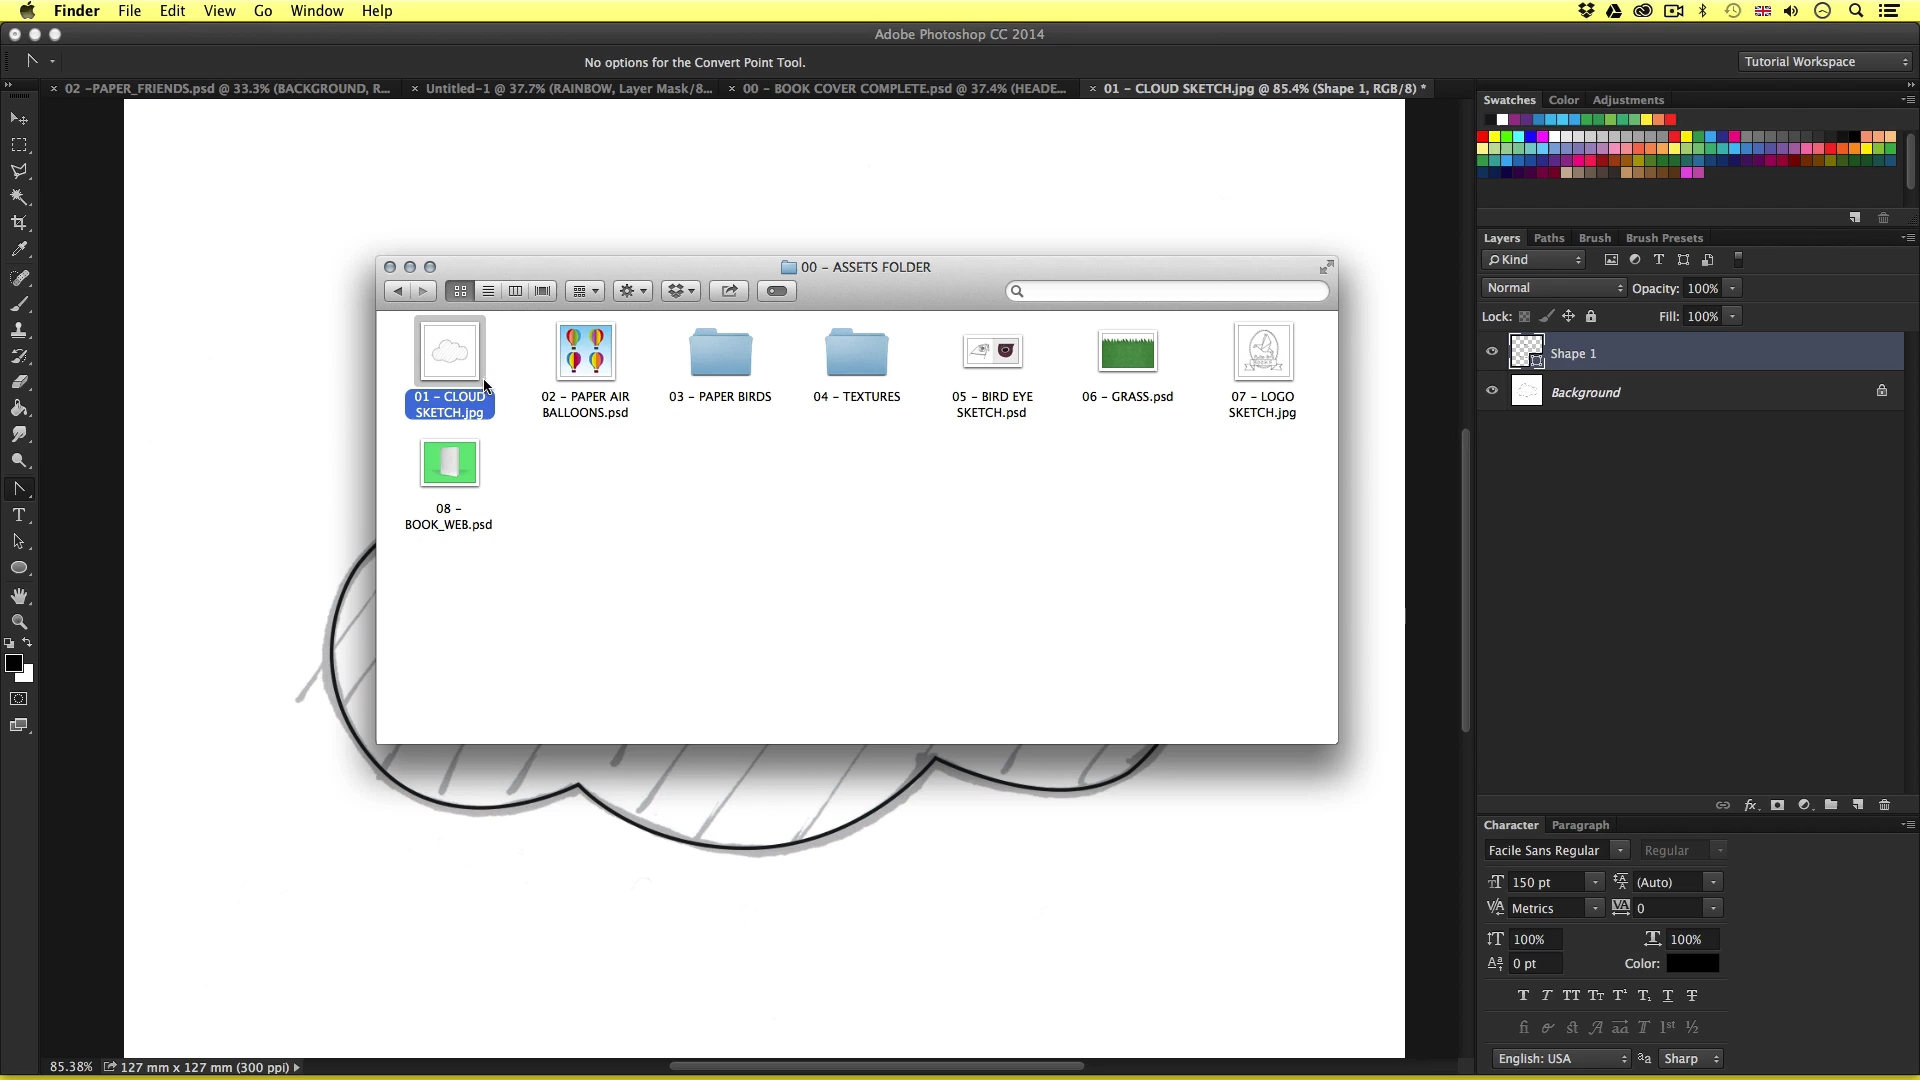 Finder File Edit View Go Window Help
Adobe Photoshop CC 2014
No options for the Convert Point Tool.
Tutorial Workspace
02 -PAPER_FRIENDS.psd @ 33.3% (BACKGROUND, R...
Untitled-1 @ 37.7% (RAINBOW, Layer Mask/8...
00 - BOOK COVER COMPLETE.psd @ 37.4% (HEADE...
01 - CLOUD SKETCH.jpg @ 85.4% (Shape 1, RGB/8) *
Swatches Color Adjustments
00 - ASSETS FOLDER
01 - CLOUD
SKETCH.jpg
02 - PAPER AIR
BALLOONS.psd
03 - PAPER BIRDS
04 - TEXTURES
05 - BIRD EYE
SKETCH.psd
06 - GRASS.psd
07 - LOGO
SKETCH.jpg
08 -
BOOK_WEB.psd
Layers Paths Brush Brush Presets
Kind
Normal Opacity: 100%
Lock: Fill: 100%
Shape 1
Background
Character Paragraph
Facile Sans Regular Regular
150 pt (Auto)
Metrics 0
100% 100%
0 pt Color:
English: USA Sharp
85.38% 127 mm x 127 mm (300 ppi)